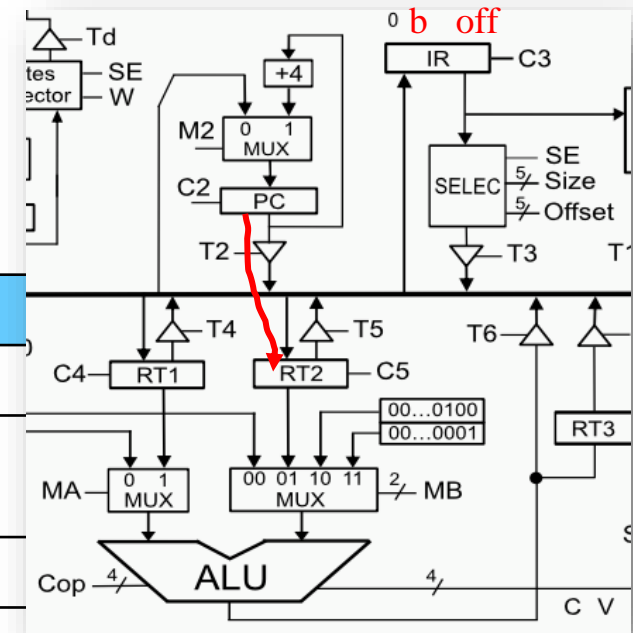 0 b off
Td
IR
C3
tes
ector
SE
W
+4
M2
0 1
MUX
C2
PC
SELEC
SE
5 Size
5 Offset
T2
T3
T4
T5
T6
C4
RT1
RT2
C5
00...0100
00...0001
RT3
MA
0 1
MUX
00 01 10 11
MUX
2
MB
Cop
4
ALU
4
C V